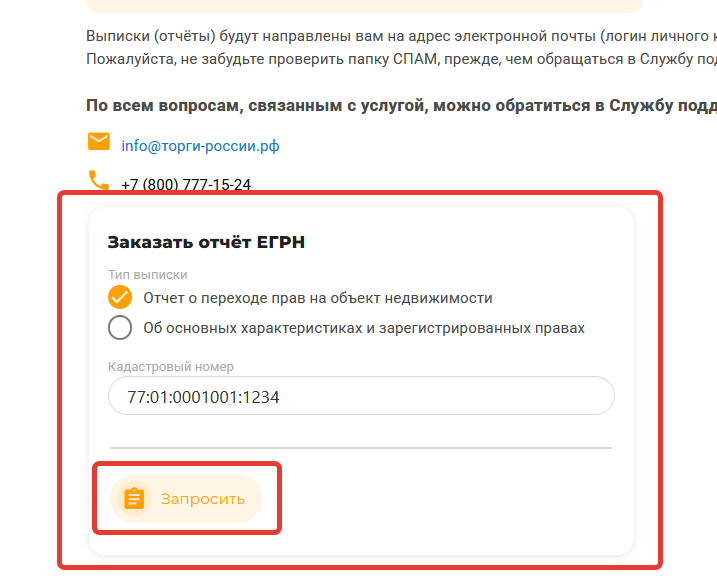 Выписки (отчёты) будут направлены вам на адрес электронной почты (логин личного
Пожалуйста, не забудьте проверить папку СПАМ, прежде, чем обращаться в Службу
По всем вопросам, связанным с услугой, можно обратиться в Службу
info@торги-россии.рф
+7 (800) 777-15-24
Заказать отчёт ЕГРН
Тип выписки
Отчет о переходе прав на объект недвижимости
Об основных характеристиках и зарегистрированных правах
Кадастровый номер
77:01:0001001:1234
Запросить